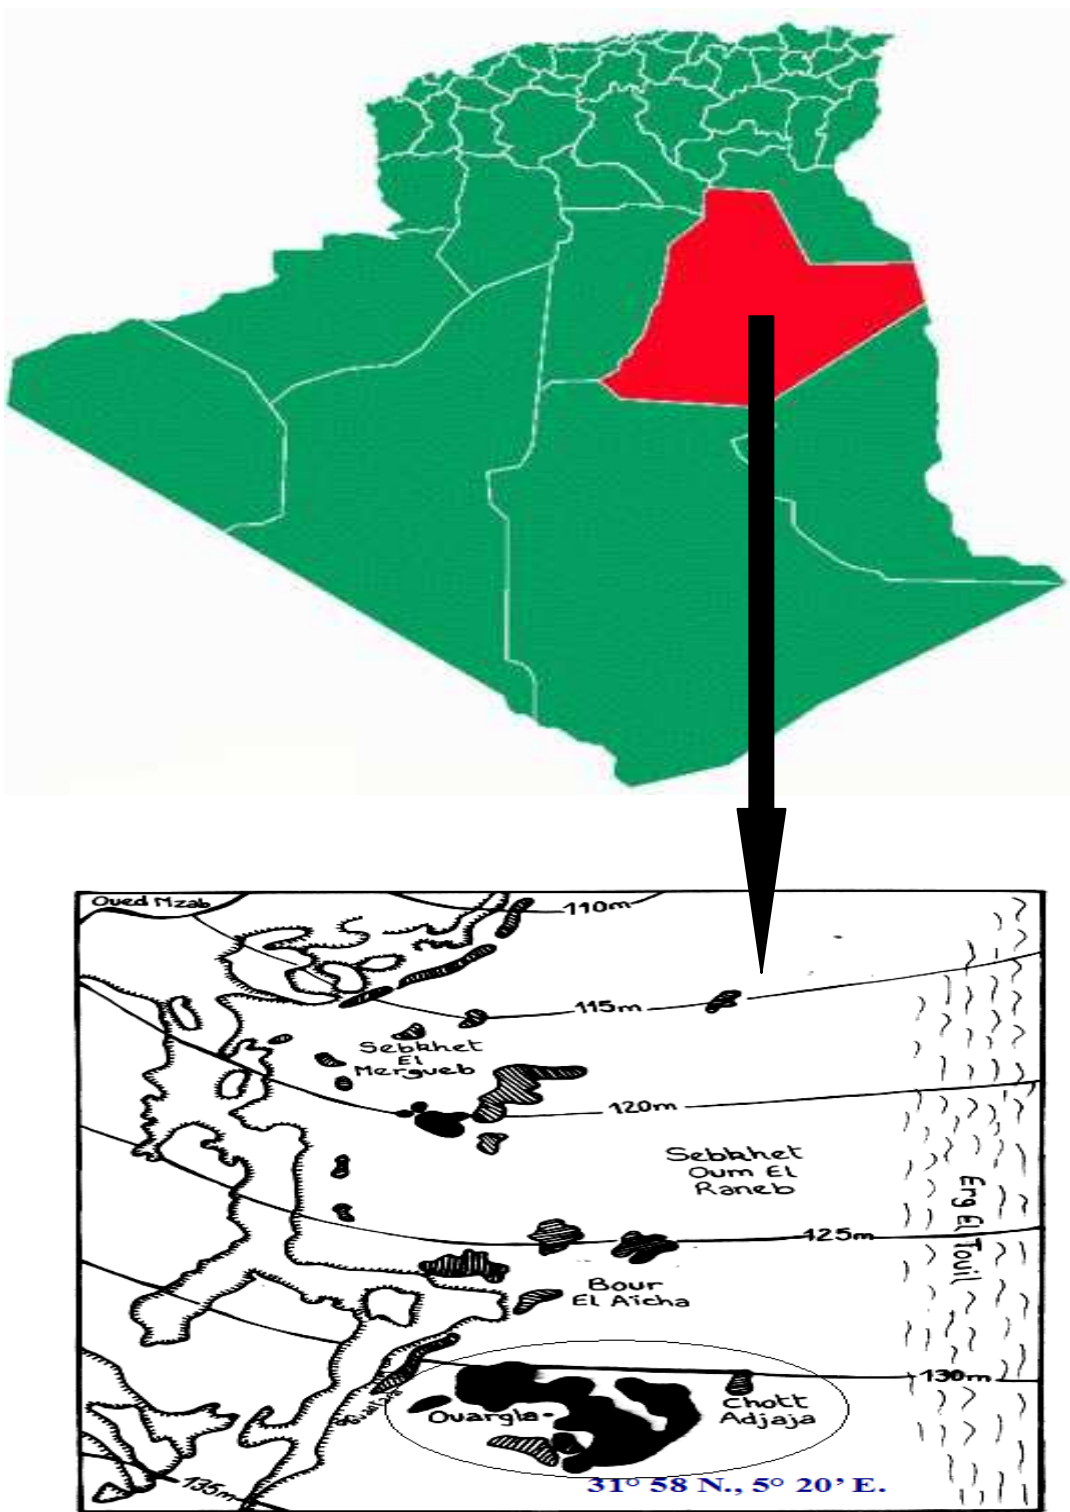 Oued Mzab
110m
115m
Sebkhet
El
Mergueb
120m
Sebkhet
Oum El
Raneb
Erg El Touil
125m
Bour
El Aïcha
130m
Ouargla
Chott
Adjaja
135m
31° 58 N., 5° 20’ E.